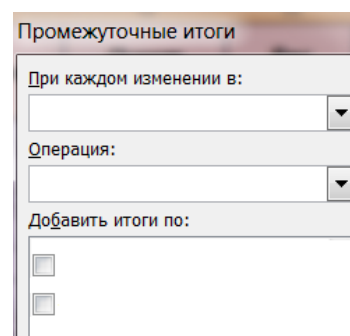 Промежуточные итоги
При каждом изменении в:
Операция:
Добавить итоги по: